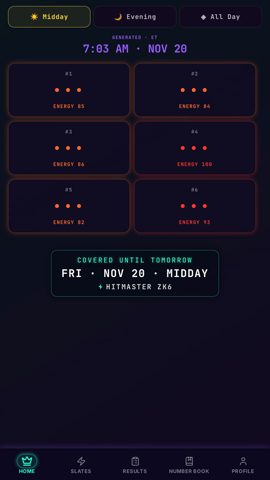 Midday
Evening
All Day
GENERATED · ET
7:03 AM · NOV 20
#1
#2
ENERGY 85
ENERGY 84
#3
#4
ENERGY 86
ENERGY 100
#5
#6
ENERGY 82
ENERGY 93
COVERED UNTIL TOMORROW
FRI · NOV 20 · MIDDAY
HITMASTER ZK6
HOME
SLATES
RESULTS
NUMBER BOOK
PROFILE